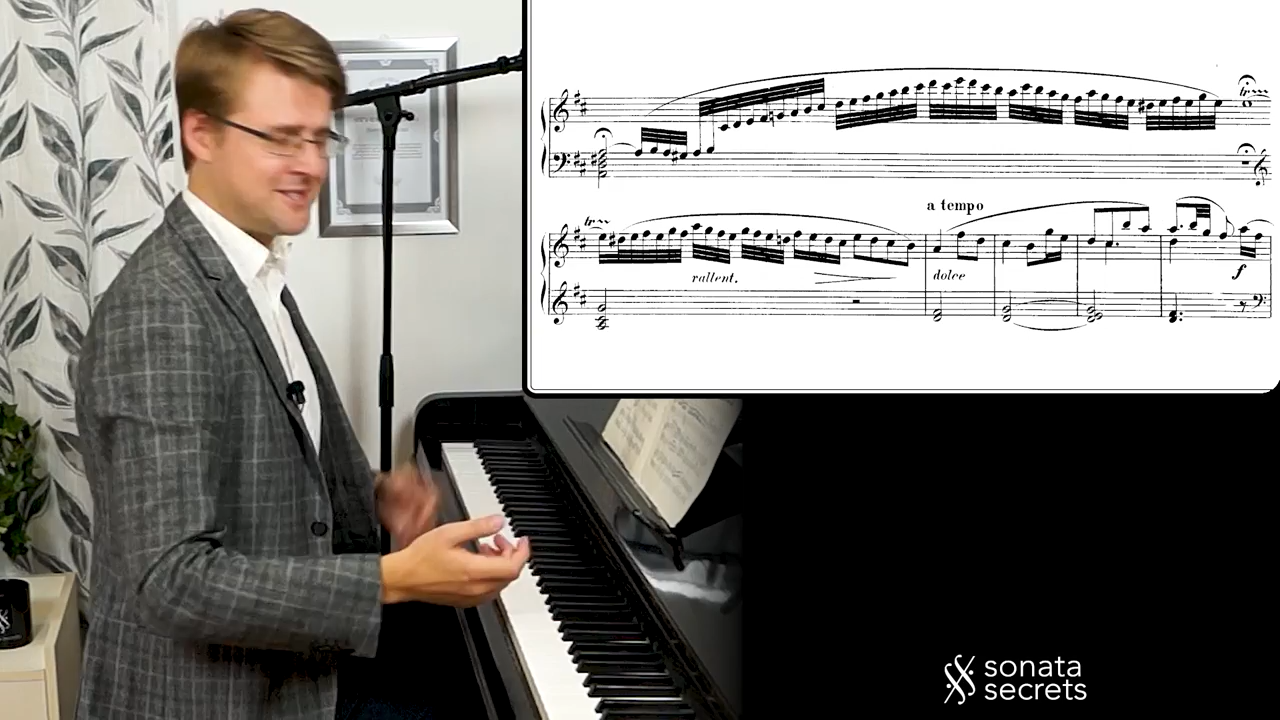 tr
tr
a tempo
rallent.
dolce
f
sonata
secrets